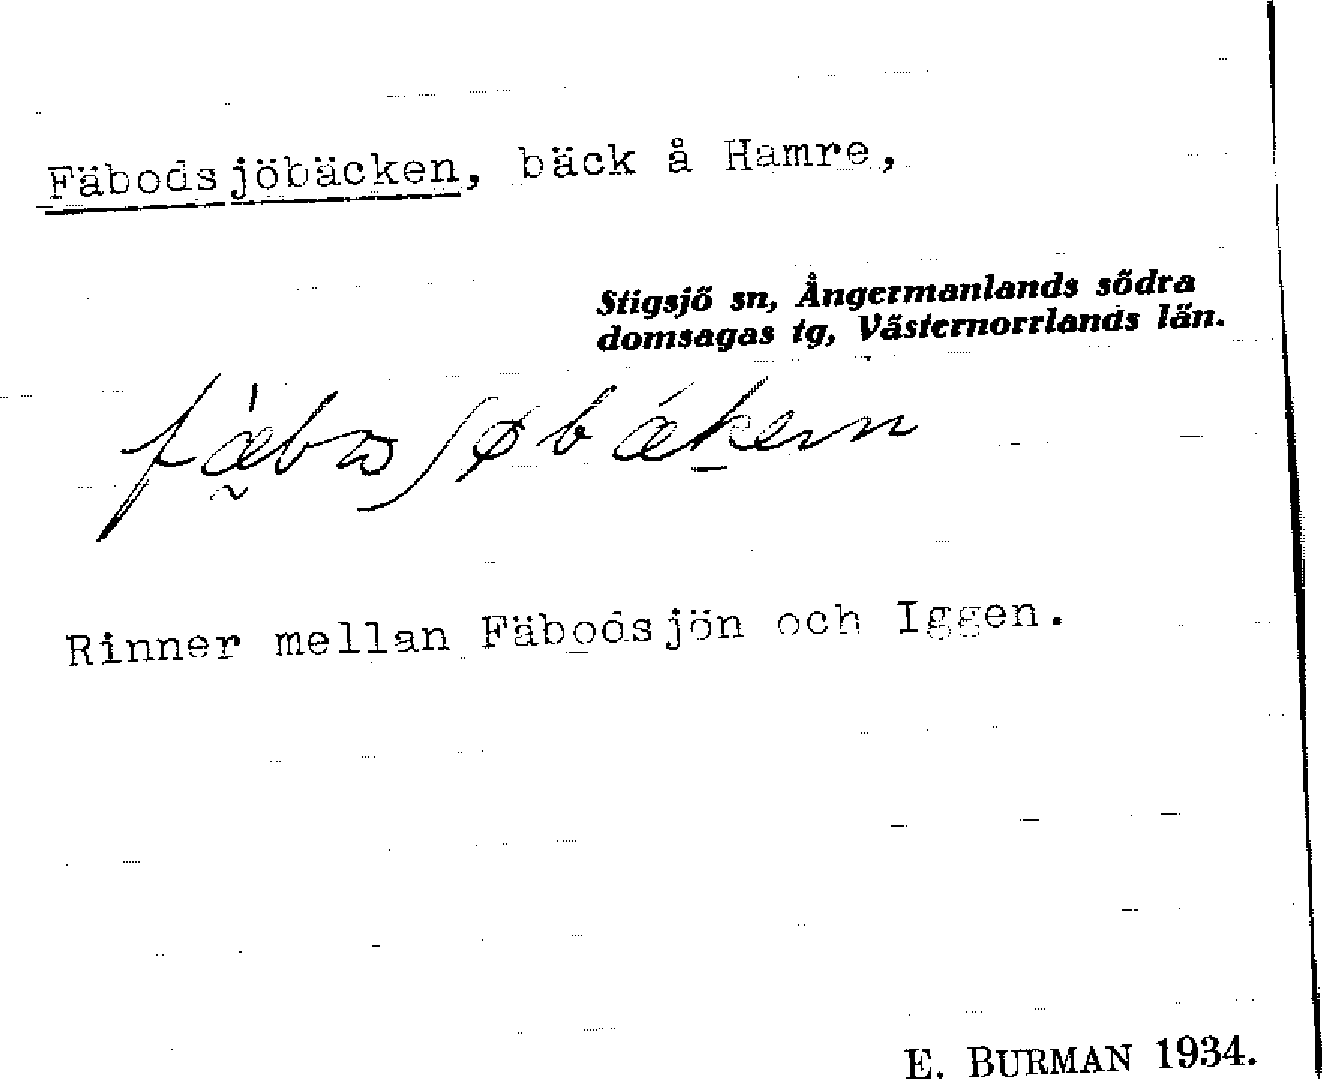 Fäbodsjöbäcken, bäck å Hamre,
Stigsjö sn, Ångermanlands södra
domsagas tg, Västernorrlands län.
Rinner mellan Fäbodsjön och Iggen.
E. BURMAN 1934.